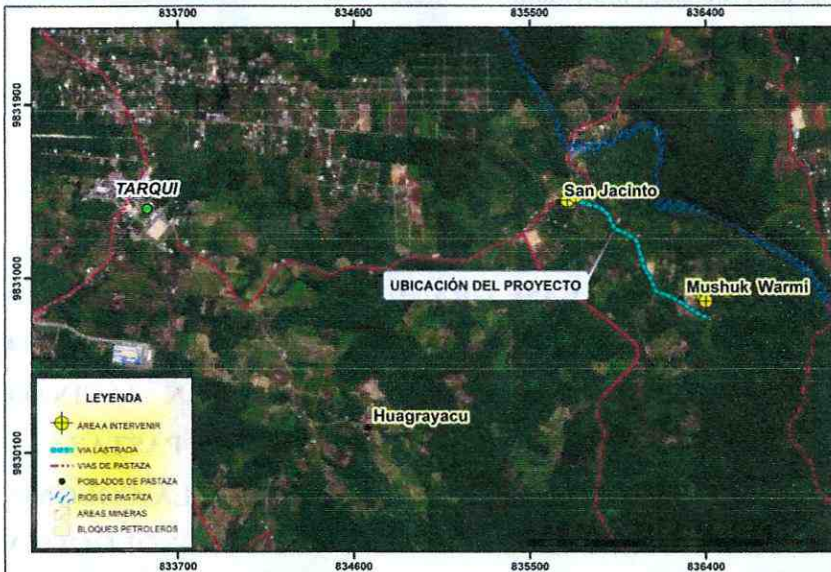 833700 834600 835500 836400
9831900
TARQUI
San Jacinto
9831000
UBICACIÓN DEL PROYECTO
Mushuk Warmi
LEYENDA
ÁREA A INTERVENIR
VIA LASTRADA
VIAS DE PASTAZA
POBLADOS DE PASTAZA
RIOS DE PASTAZA
AREAS MINERAS
BLOQUES PETROLEROS
Huagrayacu
9830100
833700 834600 835500 836400